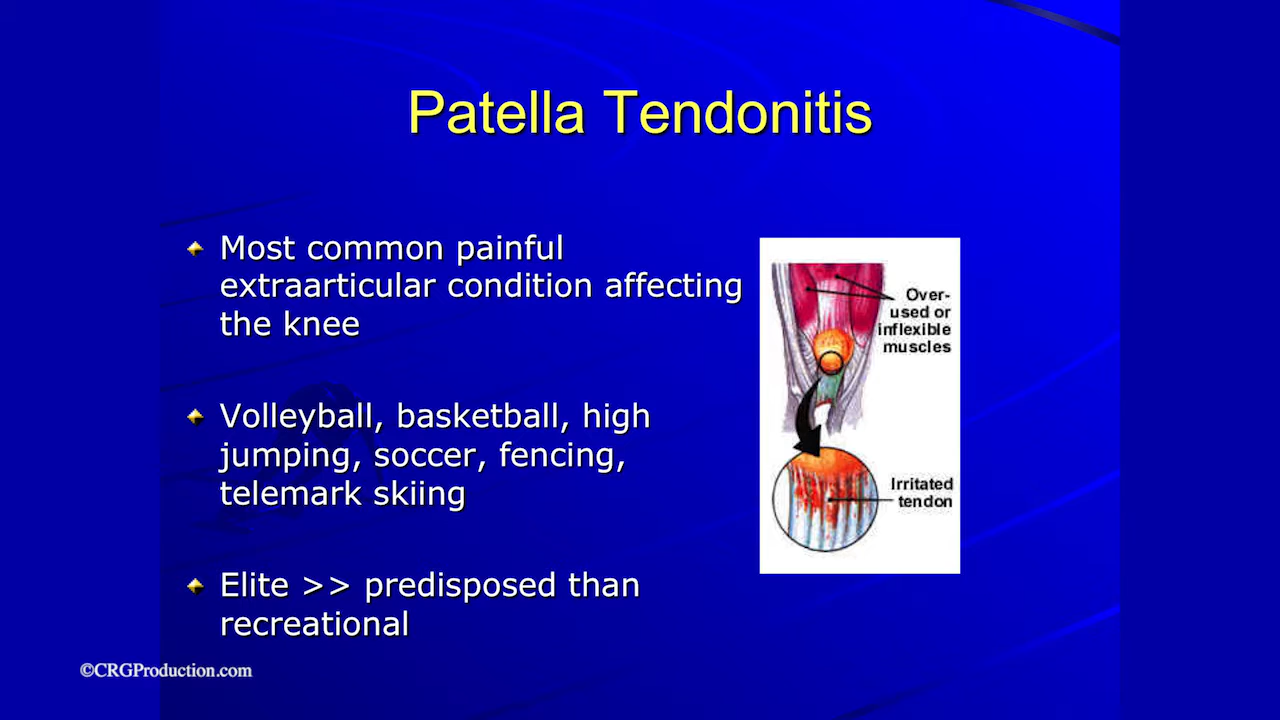 Patella Tendonitis
Most common painful
extraarticular condition affecting
the knee
Volleyball, basketball, high
jumping, soccer, fencing,
telemark skiing
Elite >> predisposed than
recreational
Over-
used or
inflexible
muscles
Irritated
tendon
©CRGProduction.com